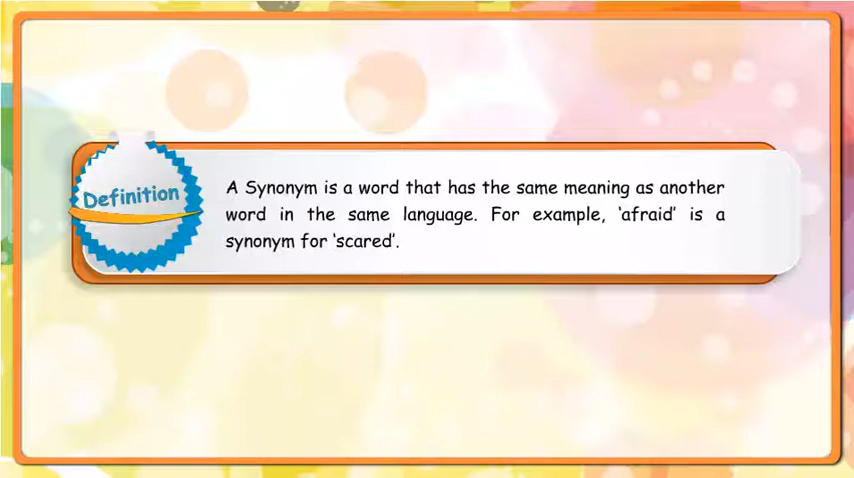 Definition
A Synonym is a word that has the same meaning as another
word in the same language. For example, ‘afraid’ is a
synonym for ‘scared’.